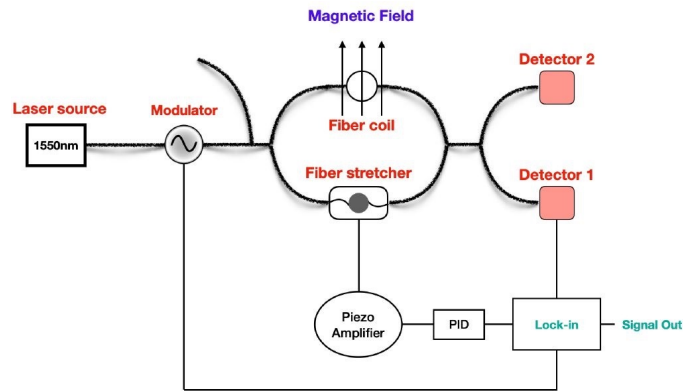 Magnetic Field
Detector 2
Laser source
Modulator
1550nm
Fiber coil
Fiber stretcher
Detector 1
Piezo
Amplifier
PID
Lock-in
Signal Out